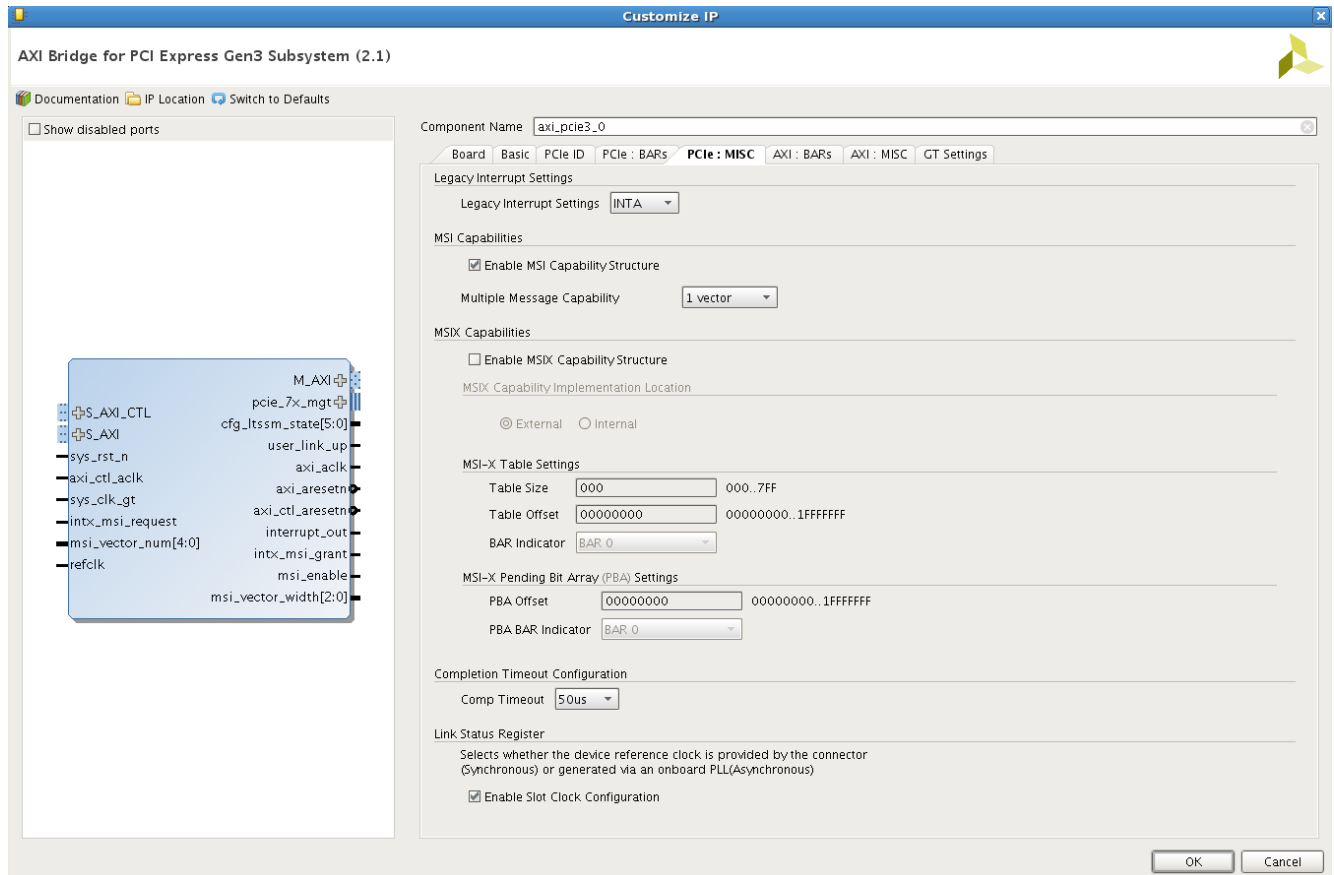 Customize IP
AXI Bridge for PCI Express Gen3 Subsystem (2.1)
Documentation IP Location Switch to Defaults
Show disabled ports
M_AXI
pcie_7x_mgt
S_AXI_CTL
cfg_ltssm_state[5:0]
S_AXI
user_link_up
sys_rst_n
axi_aclk
axi_ctl_aclk
axi_aresetn
sys_clk_gt
axi_ctl_aresetn
intx_msi_request
interrupt_out
msi_vector_num[4:0]
intx_msi_grant
refclk
msi_enable
msi_vector_width[2:0]
Component Name axi_pcie3_0
Board Basic PCIe ID PCIe : BARs PCIe : MISC AXI : BARs AXI : MISC GT Settings
Legacy Interrupt Settings
Legacy Interrupt Settings INTA
MSI Capabilities
Enable MSI Capability Structure
Multiple Message Capability 1 vector
MSIX Capabilities
Enable MSIX Capability Structure
MSIX Capability Implementation Location
External Internal
MSI-X Table Settings
Table Size 000 000..7FF
Table Offset 00000000 00000000..1FFFFFFF
BAR Indicator BAR 0
MSI-X Pending Bit Array (PBA) Settings
PBA Offset 00000000 00000000..1FFFFFFF
PBA BAR Indicator BAR 0
Completion Timeout Configuration
Comp Timeout 50us
Link Status Register
Selects whether the device reference clock is provided by the connector
(Synchronous) or generated via an onboard PLL(Asynchronous)
Enable Slot Clock Configuration
OK Cancel